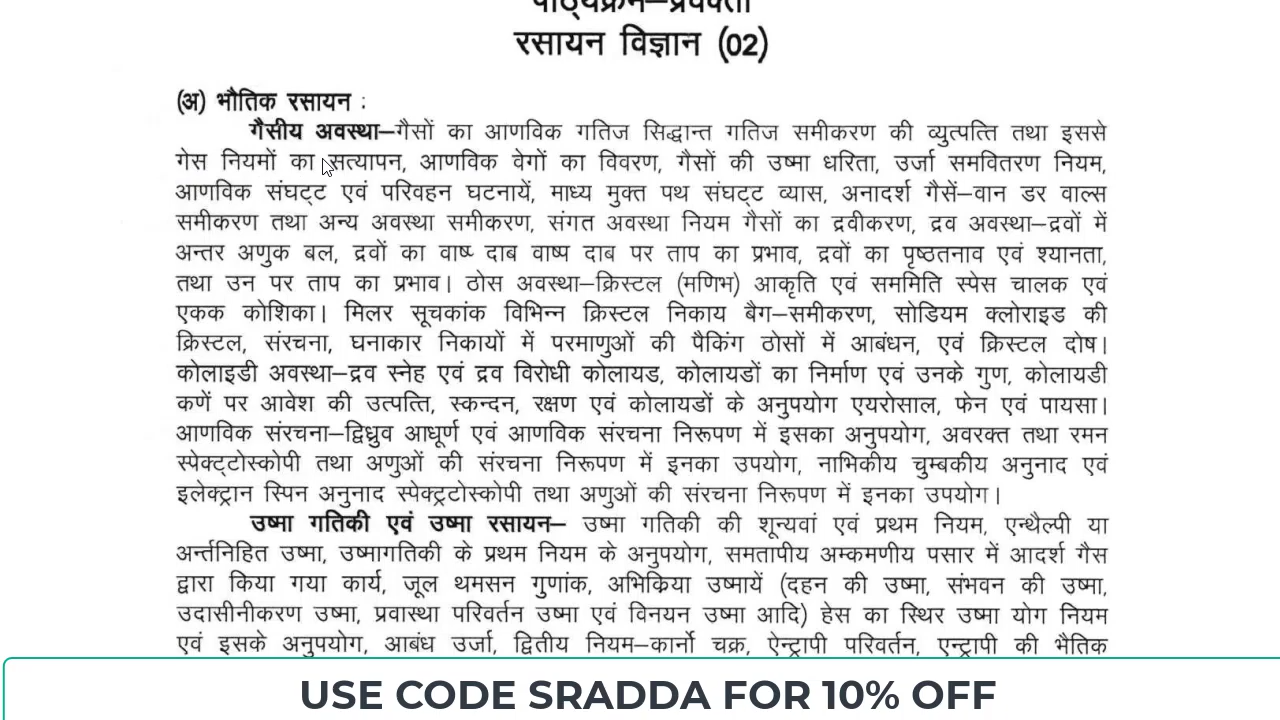 पाठ्यक्रम—प्रवक्ता
रसायन विज्ञान (02)
(अ) भौतिक रसायन :
गैसीय अवस्था—गैसों का आणविक गतिज सिद्धान्त गतिज समीकरण की व्युत्पत्ति तथा इससे
गेस नियमों का सत्यापन, आणविक वेगों का विवरण, गैसों की उष्मा धरिता, उर्जा समवितरण नियम,
आणविक संघट्ट एवं परिवहन घटनायें, माध्य मुक्त पथ संघट्ट व्यास, अनादर्श गैसें—वान डर वाल्स
समीकरण तथा अन्य अवस्था समीकरण, संगत अवस्था नियम गैसों का द्रवीकरण, द्रव अवस्था—द्रवों में
अन्तर अणुक बल, द्रवों का वाष्प दाब वाष्प दाब पर ताप का प्रभाव, द्रवों का पृष्ठतनाव एवं श्यानता,
तथा उन पर ताप का प्रभाव। ठोस अवस्था—क्रिस्टल (मणिभ) आकृति एवं सममिति स्पेस चालक एवं
एकक कोशिका। मिलर सूचकांक विभिन्न क्रिस्टल निकाय बैग—समीकरण, सोडियम क्लोराइड की
क्रिस्टल, संरचना, घनाकार निकायों में परमाणुओं की पैकिंग ठोसों में आबंधन, एवं क्रिस्टल दोष।
कोलाइडी अवस्था—द्रव स्नेह एवं द्रव विरोधी कोलायड, कोलायडों का निर्माण एवं उनके गुण, कोलायडी
कणें पर आवेश की उत्पत्ति, स्कन्दन, रक्षण एवं कोलायडों के अनुपयोग एयरोसाल, फेन एवं पायसा।
आणविक संरचना—द्विध्रुव आधूर्ण एवं आणविक संरचना निरूपण में इसका अनुपयोग, अवरक्त तथा रमन
स्पेक्ट्टोस्कोपी तथा अणुओं की संरचना निरूपण में इनका उपयोग, नाभिकीय चुम्बकीय अनुनाद एवं
इलेक्ट्रान स्पिन अनुनाद स्पेक्ट्रटोस्कोपी तथा अणुओं की संरचना निरूपण में इनका उपयोग।
उष्मा गतिकी एवं उष्मा रसायन— उष्मा गतिकी की शून्यवां एवं प्रथम नियम, एन्थैल्पी या
अर्न्तनिहित उष्मा, उष्मागतिकी के प्रथम नियम के अनुपयोग, समतापीय अम्कमणीय पसार में आदर्श गैस
द्वारा किया गया कार्य, जूल थमसन गुणांक, अभिक्रिया उष्मायें (दहन की उष्मा, संभवन की उष्मा,
उदासीनीकरण उष्मा, प्रवास्था परिवर्तन उष्मा एवं विनयन उष्मा आदि) हेस का स्थिर उष्मा योग नियम
एवं इसके अनुपयोग, आबंध उर्जा, द्वितीय नियम—कार्नो चक्र, ऐन्ट्रापी परिवर्तन, एन्ट्रापी की भैतिक
USE CODE SRADDA FOR 10% OFF